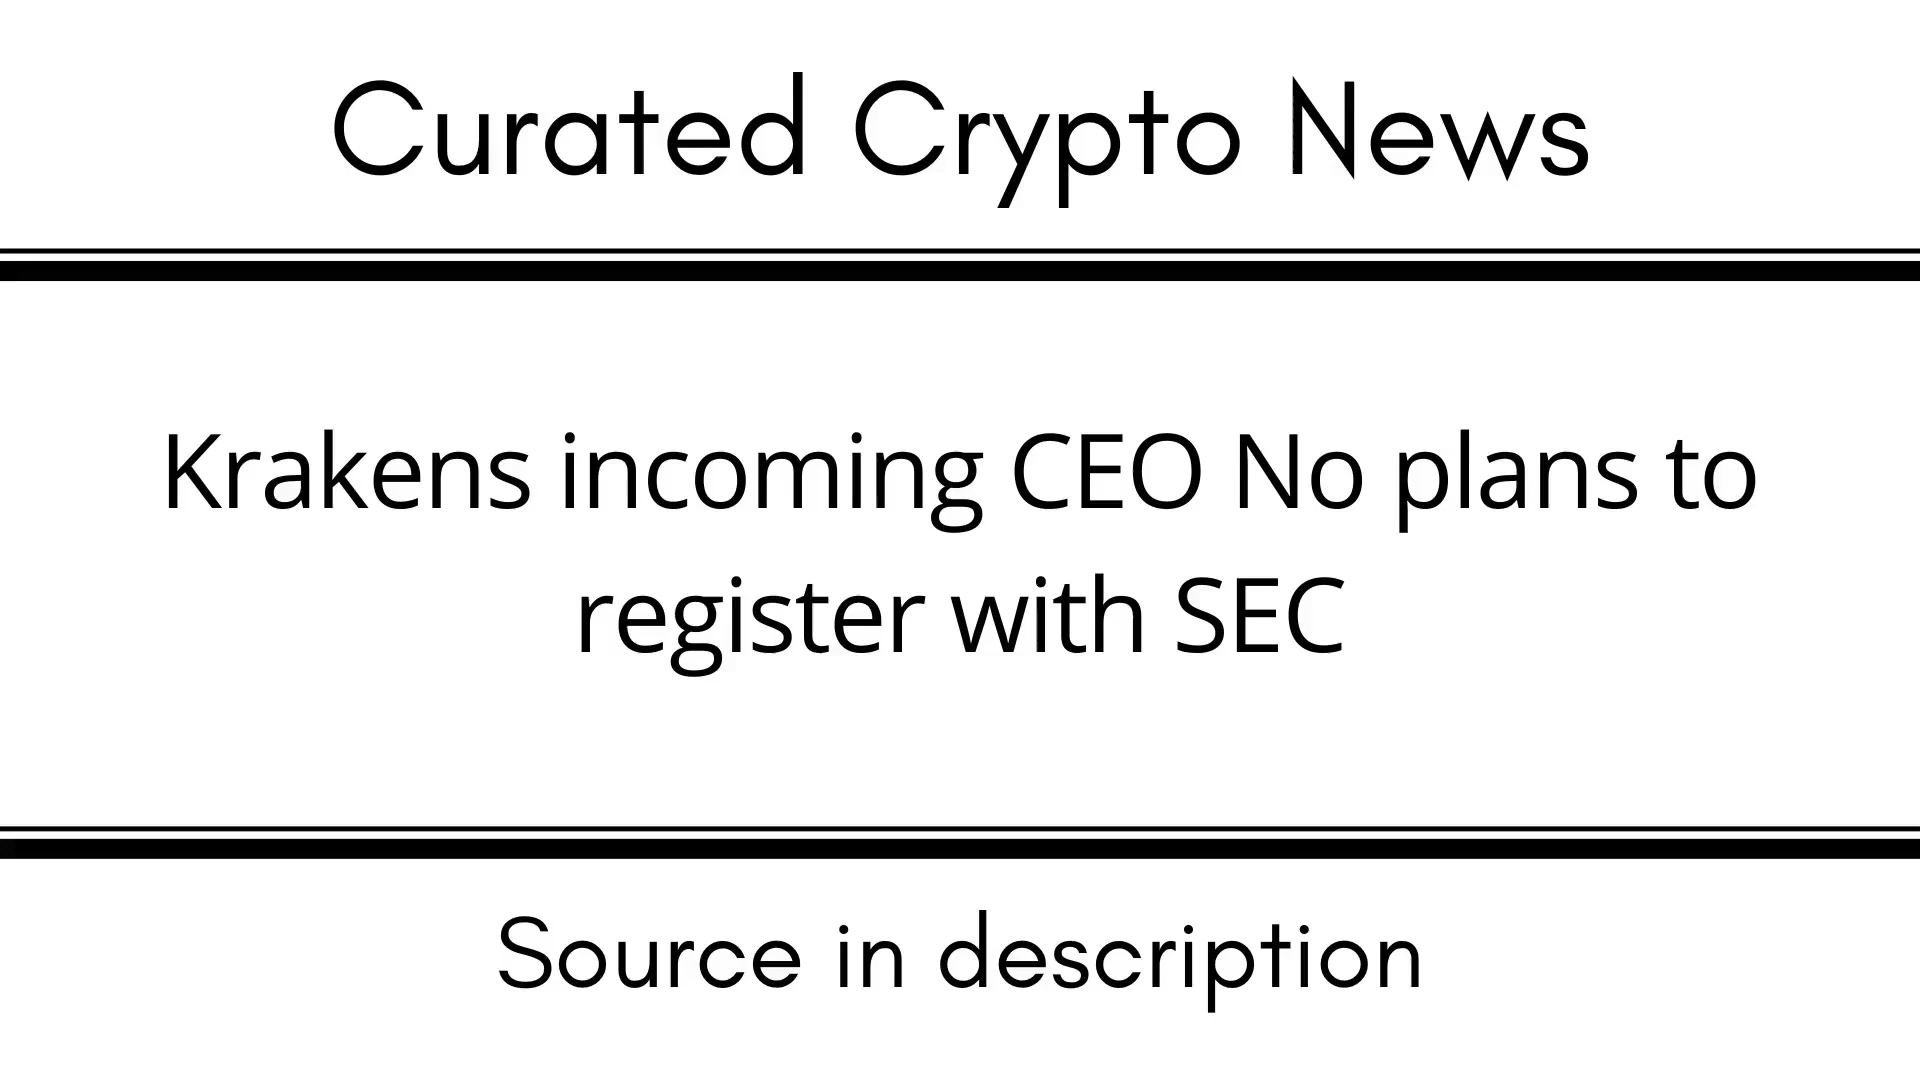 Curated Crypto News
Krakens incoming CEO No plans to
register with SEC
Source in description